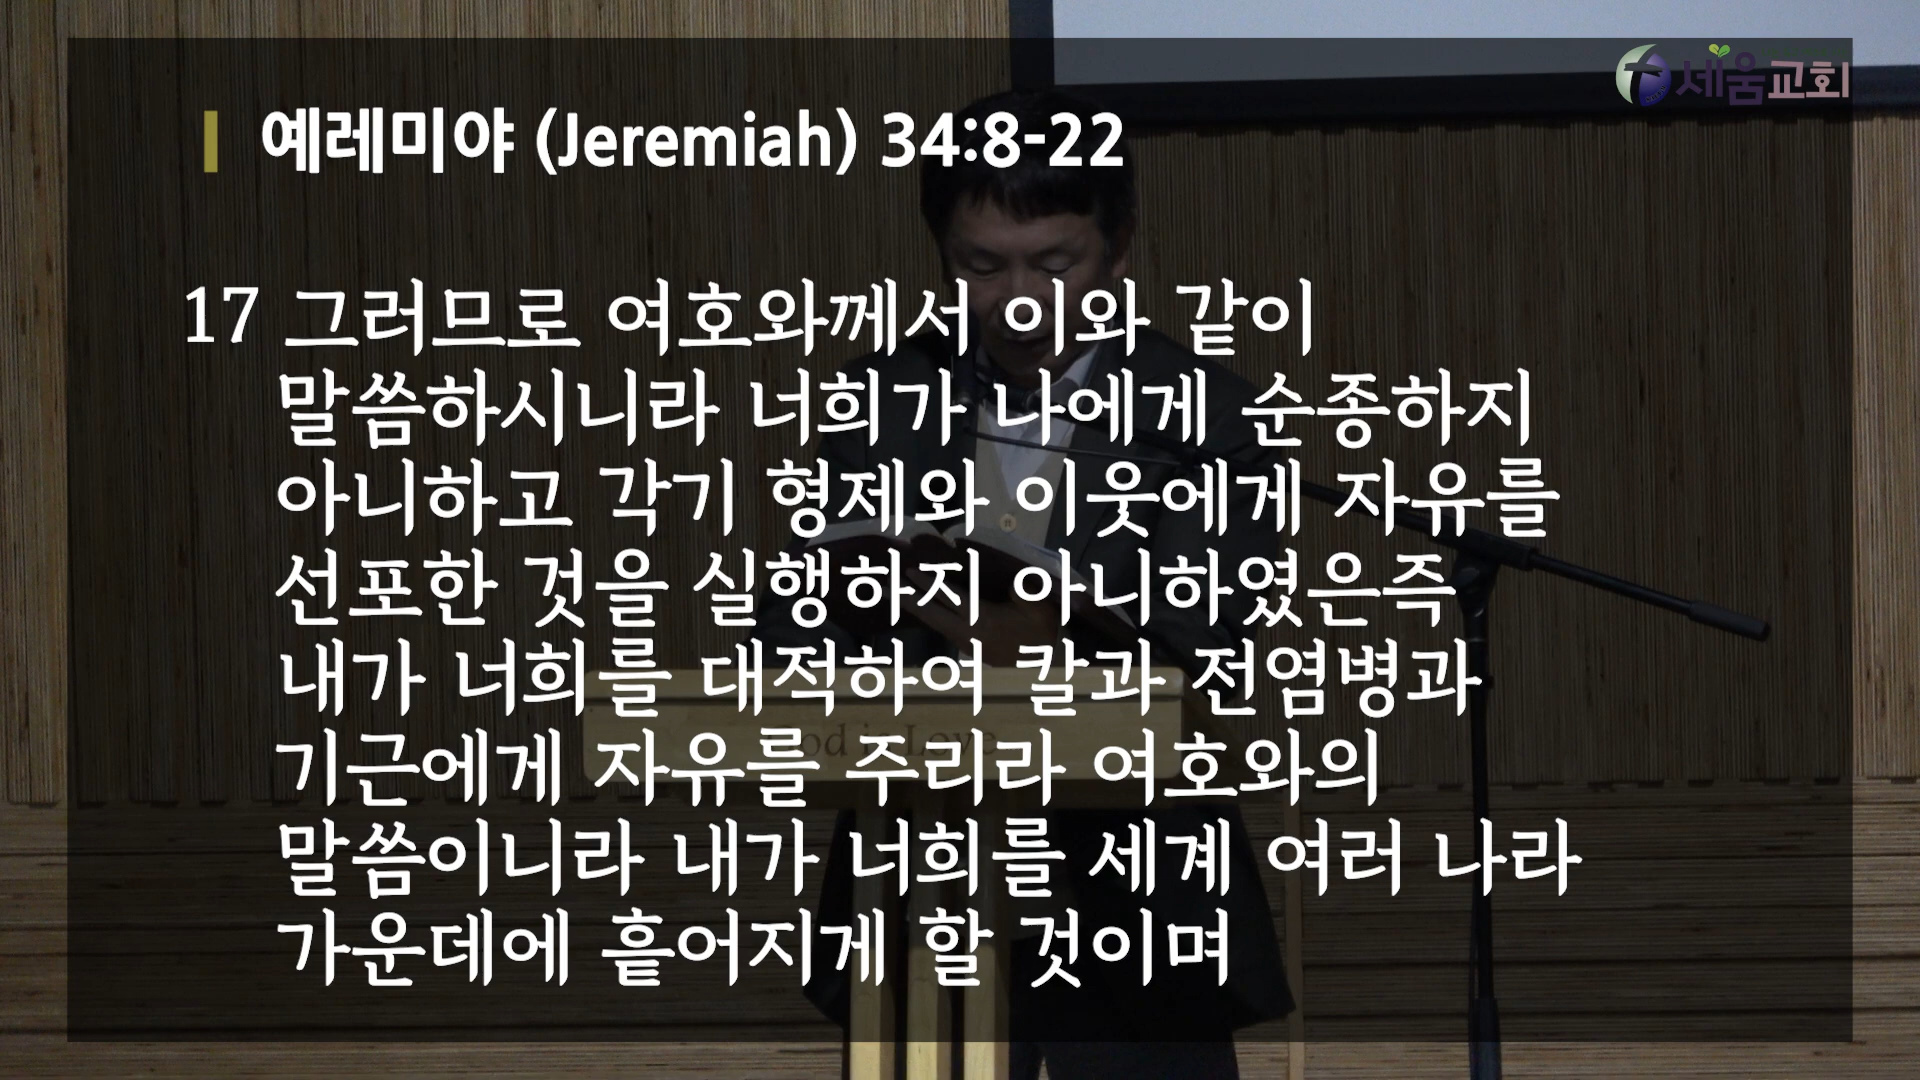 세움교회
예레미야 (Jeremiah) 34:8-22
17 그러므로 여호와께서 이와 같이
말씀하시니라 너희가 나에게 순종하지
아니하고 각기 형제와 이웃에게 자유를
선포한 것을 실행하지 아니하였은즉
내가 너희를 대적하여 칼과 전염병과
기근에게 자유를 주리라 여호와의
말씀이니라 내가 너희를 세계 여러 나라
가운데에 흩어지게 할 것이며
God is Love